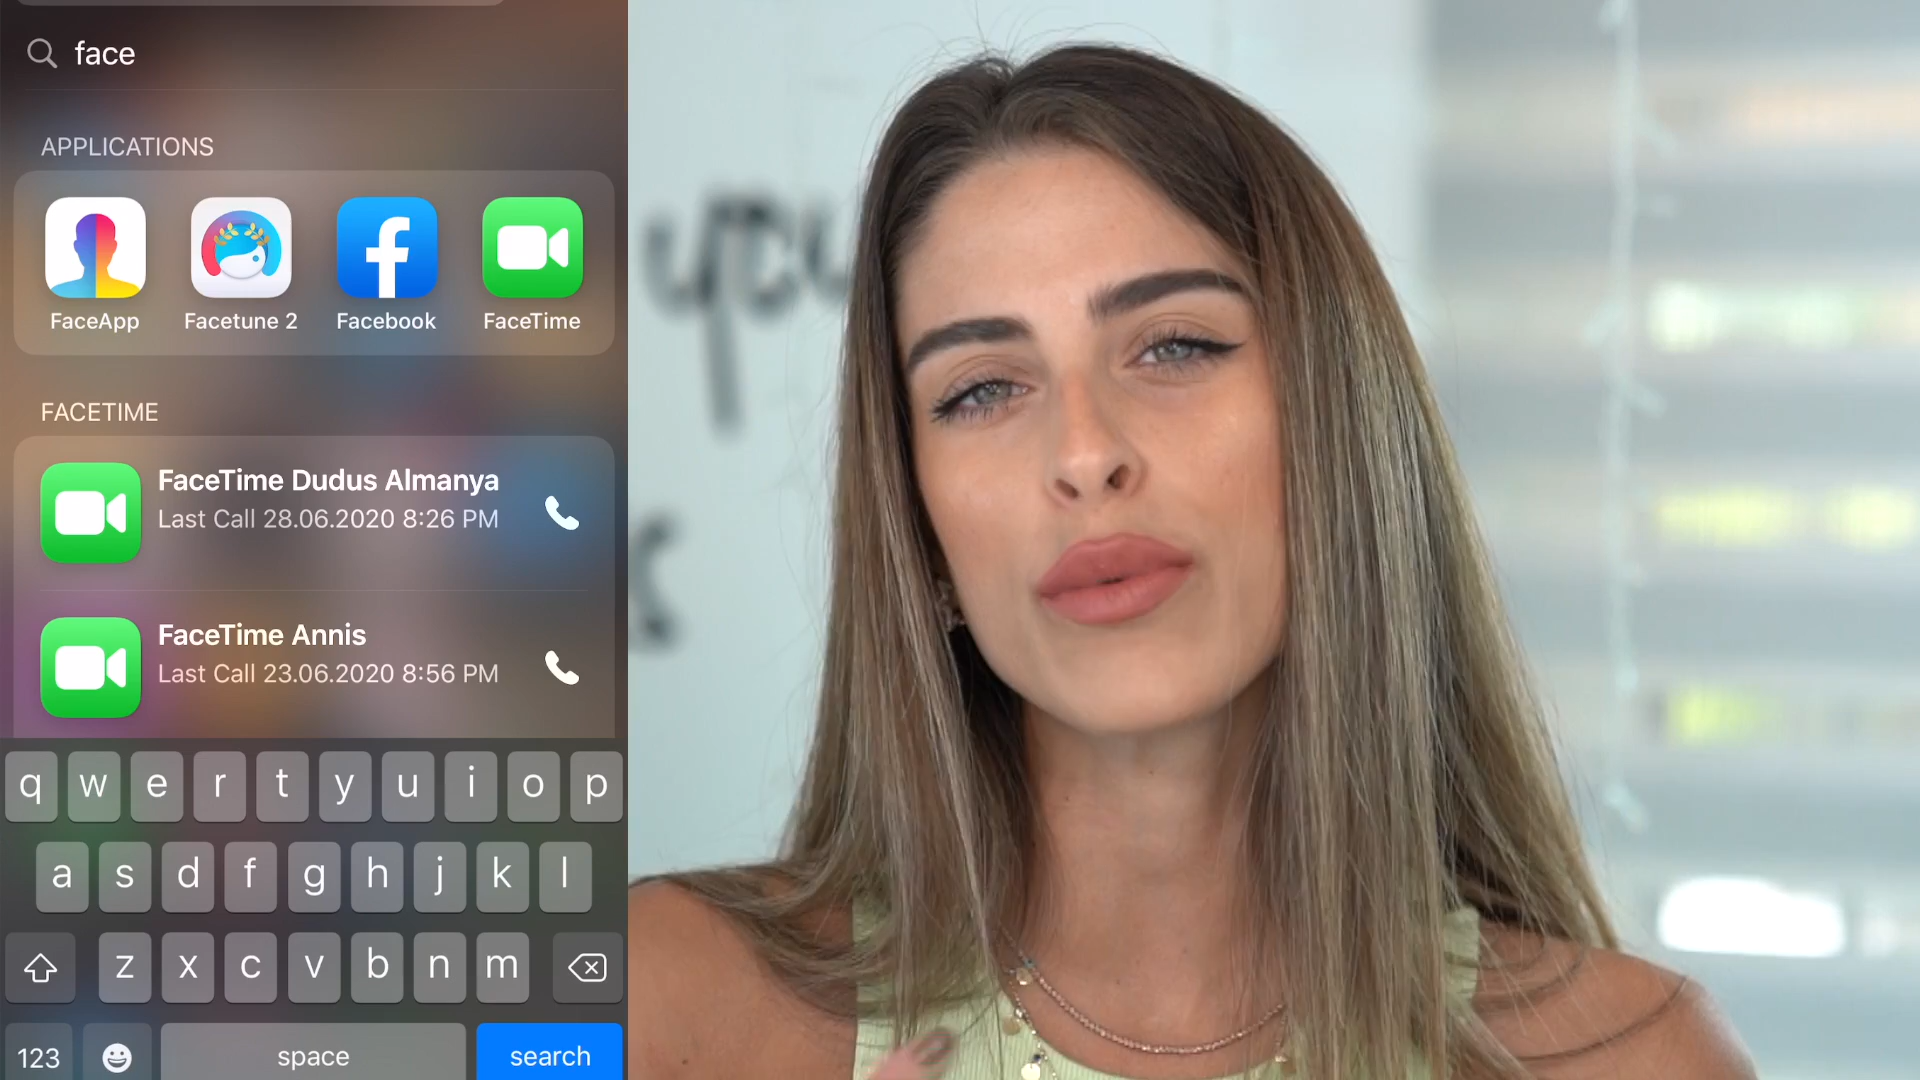 face
APPLICATIONS
FaceApp
Facetune 2
Facebook
FaceTime
FACETIME
FaceTime Dudus Almanya
Last Call 28.06.2020 8:26 PM
FaceTime Annis
Last Call 23.06.2020 8:56 PM
q w e r t y u i o p
a s d f g h j k l
z x c v b n m
123 space search
you